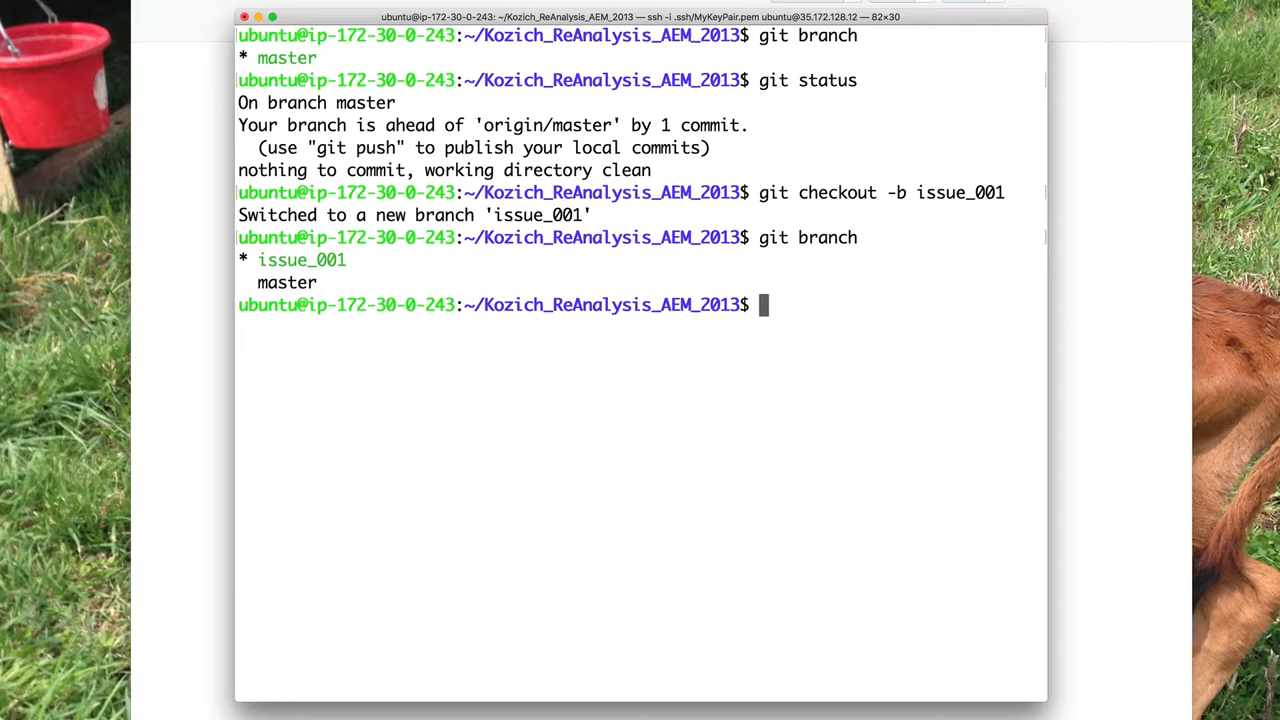 ubuntu@ip-172-30-0-243: ~/Kozich_ReAnalysis_AEM_2013 — ssh -i .ssh/MyKeyPair.pem ubuntu@35.172.128.12 — 82×30
ubuntu@ip-172-30-0-243:~/Kozich_ReAnalysis_AEM_2013$ git branch
* master
ubuntu@ip-172-30-0-243:~/Kozich_ReAnalysis_AEM_2013$ git status
On branch master
Your branch is ahead of 'origin/master' by 1 commit.
  (use "git push" to publish your local commits)
nothing to commit, working directory clean
ubuntu@ip-172-30-0-243:~/Kozich_ReAnalysis_AEM_2013$ git checkout -b issue_001
Switched to a new branch 'issue_001'
ubuntu@ip-172-30-0-243:~/Kozich_ReAnalysis_AEM_2013$ git branch
* issue_001
  master
ubuntu@ip-172-30-0-243:~/Kozich_ReAnalysis_AEM_2013$